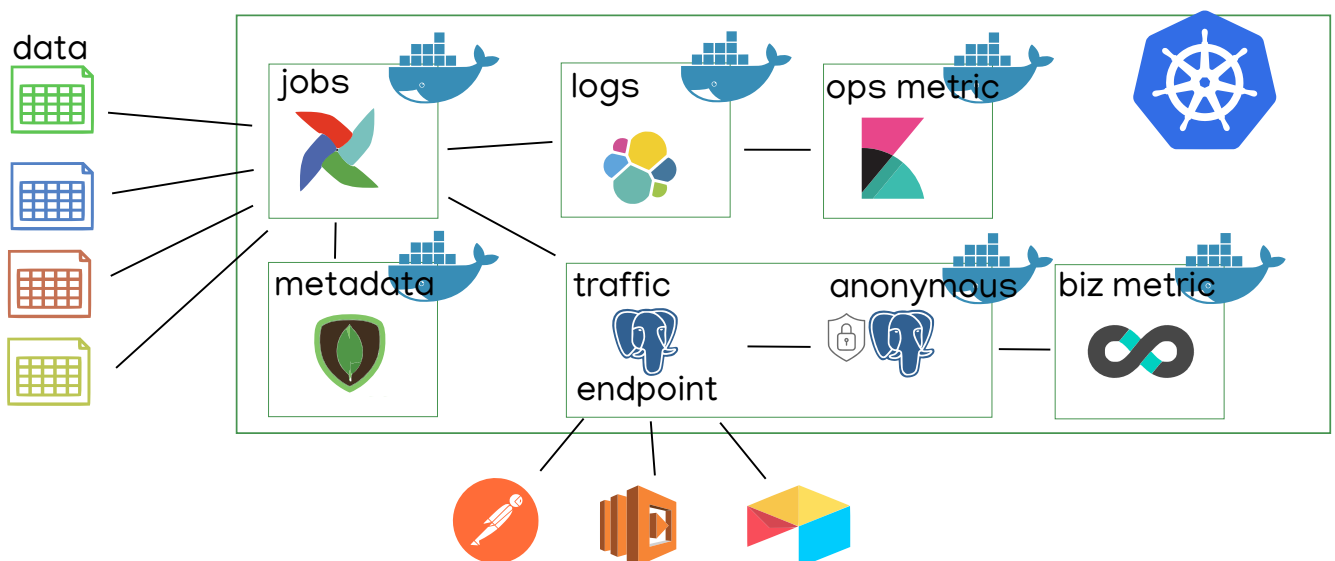 data
jobs
logs
ops metric
metadata
traffic
anonymous
biz metric
endpoint